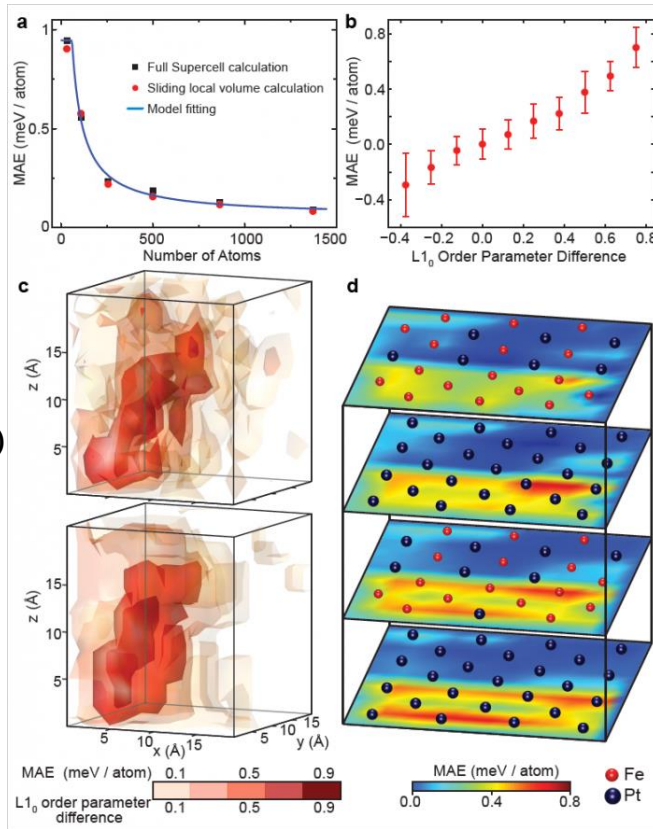 a
MAE (meV / atom)
1
0.5
0
Full Supercell calculation
Sliding local volume calculation
Model fitting
0 500 1000 1500
Number of Atoms
b
MAE (meV / atom)
0.8
0.4
0.0
-0.4
-0.4 -0.2 0.0 0.2 0.4 0.6 0.8
L1₀ Order Parameter Difference
c
z (Å)
15
10
5
z (Å)
15
10
5
5 10 15
x (Å)
5 10 15
y (Å)
MAE (meV / atom)
0.1 0.5 0.9
L1₀ order parameter
difference
0.1 0.5 0.9
d
MAE (meV / atom)
0.0 0.4 0.8
Fe
Pt